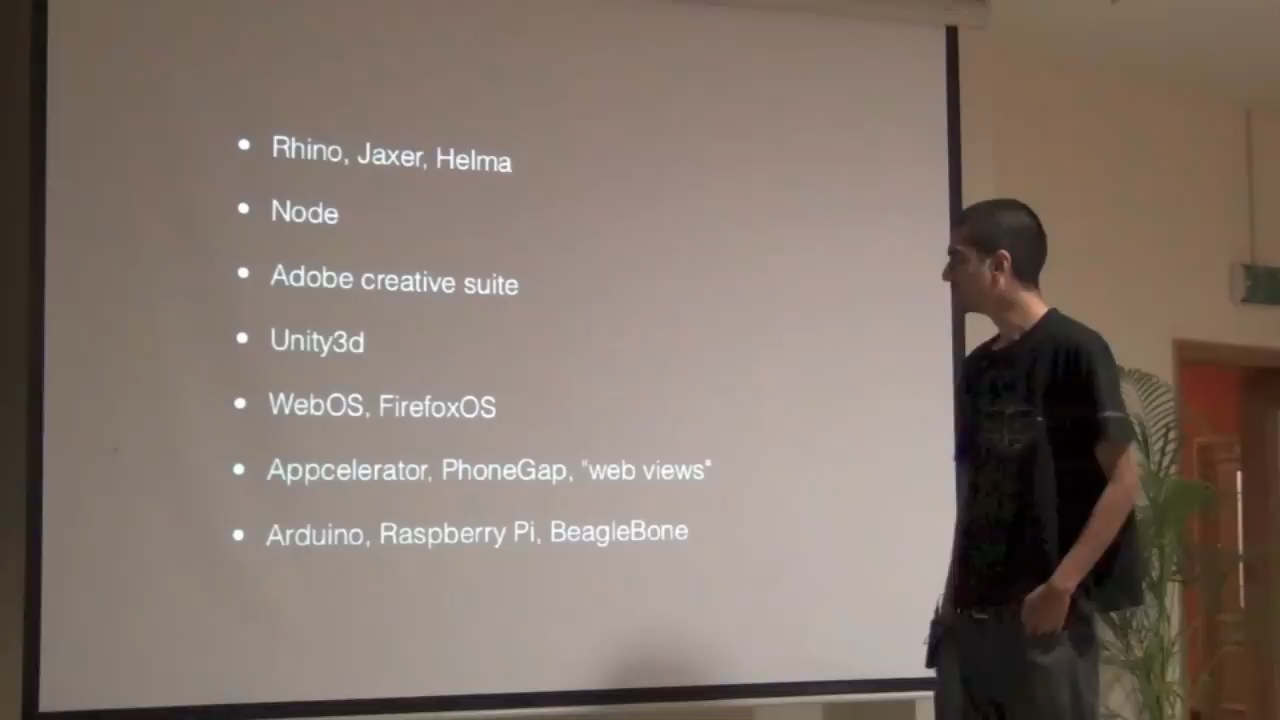 • Rhino, Jaxer, Helma
• Node
• Adobe creative suite
• Unity3d
• WebOS, FirefoxOS
• Appcelerator, PhoneGap, "web views"
• Arduino, Raspberry Pi, BeagleBone